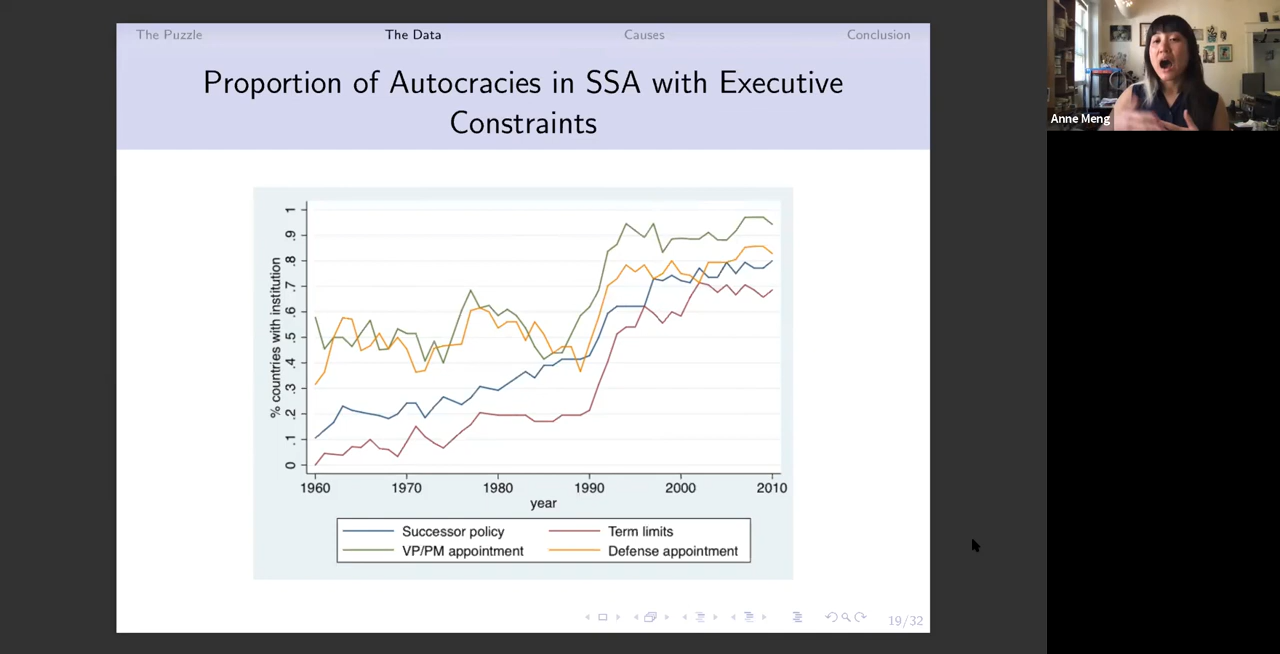 The Puzzle
The Data
Causes
Conclusion
Proportion of Autocracies in SSA with Executive
Constraints
% countries with institution
1
.9
.8
.7
.6
.5
.4
.3
.2
.1
0
1960
1970
1980
1990
2000
2010
year
Successor policy
Term limits
VP/PM appointment
Defense appointment
19/32
Anne Meng